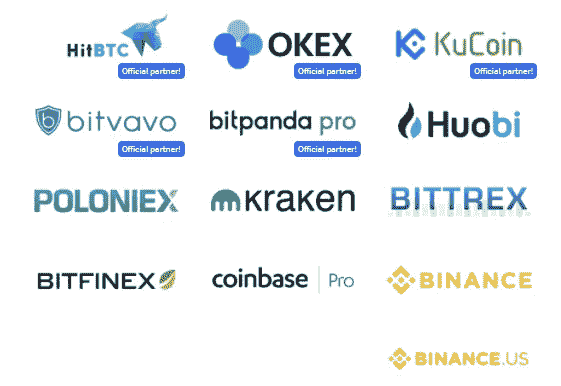 HitBTC OKEX KuCoin
Official partner! Official partner! Official partner!
bitvavo bitpanda pro Huobi
Official partner! Official partner!
POLONIEX kraken BITTREX
BITFINEX coinbase Pro BINANCE
BINANCE.US